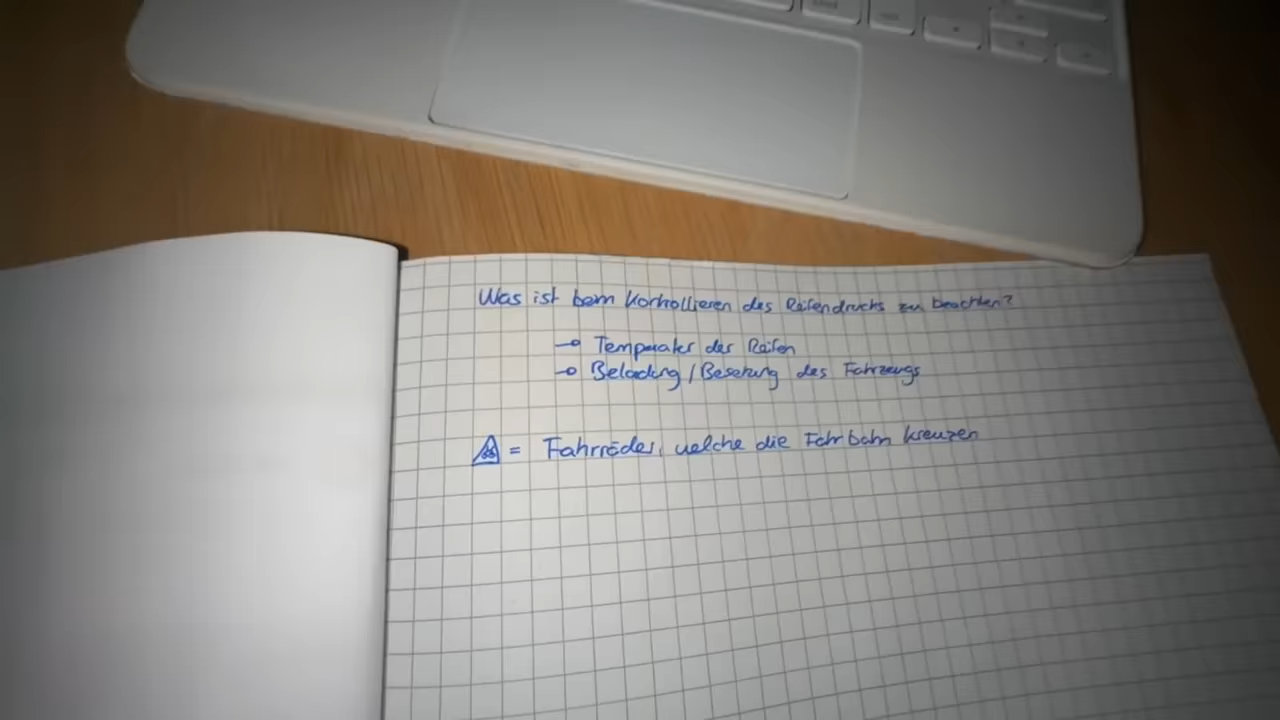 Was ist beim Kontrollieren des Reifendrucks zu beachten?
→ Temperatur der Reifen
→ Beladung / Besetzung des Fahrzeugs
= Fahrräder, welche die Fahrbahn kreuzen